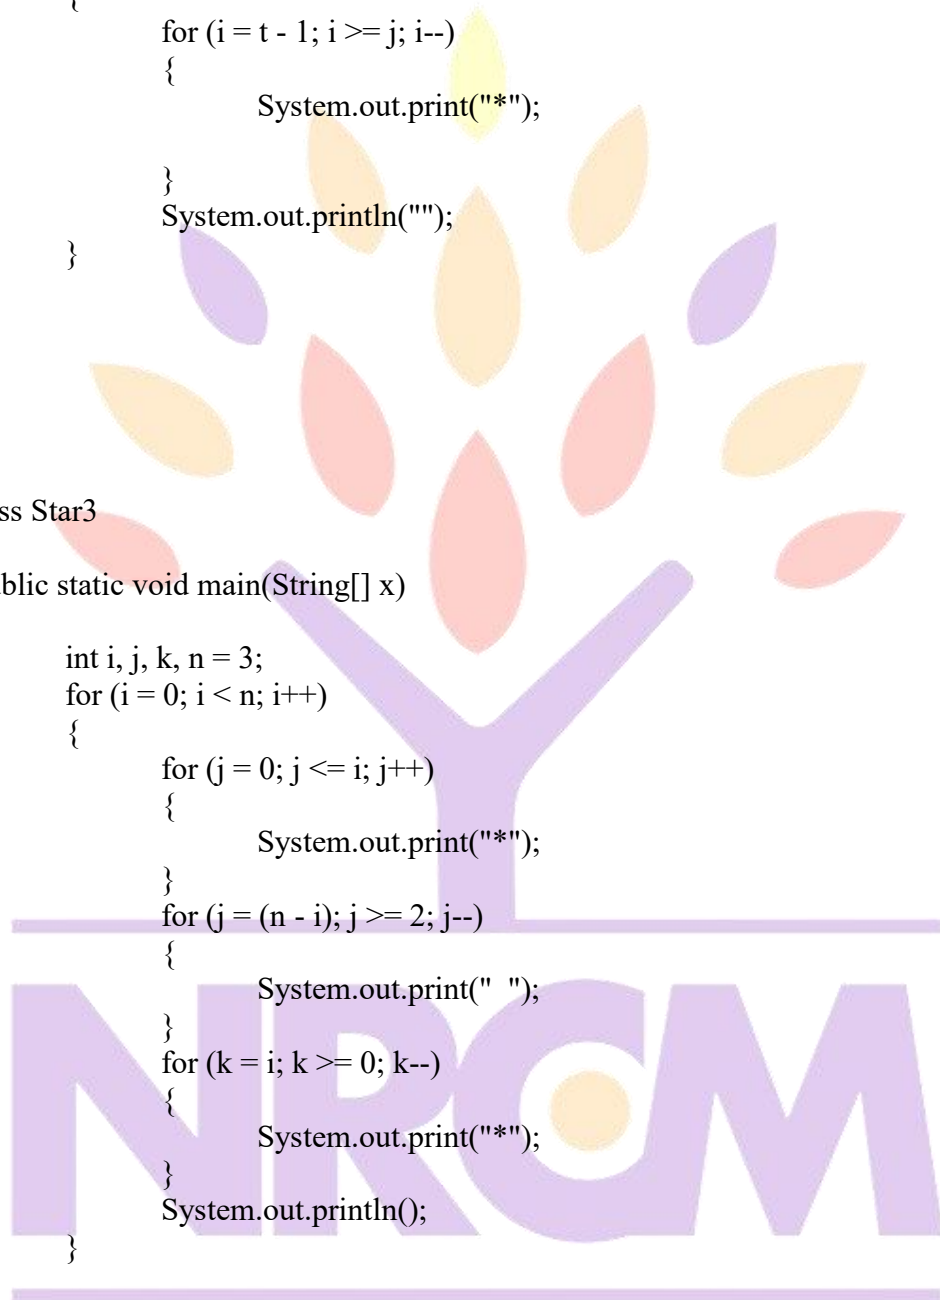 {
for (i = t - 1; i >= j; i--)
{
System.out.print("*");
}
System.out.println("");
}
ss Star3
blic static void main(String[] x)
int i, j, k, n = 3;
for (i = 0; i < n; i++)
{
for (j = 0; j <= i; j++)
{
System.out.print("*");
}
for (j = (n - i); j >= 2; j--)
{
System.out.print("  ");
}
for (k = i; k >= 0; k--)
{
System.out.print("*");
}
System.out.println();
}
NRCM